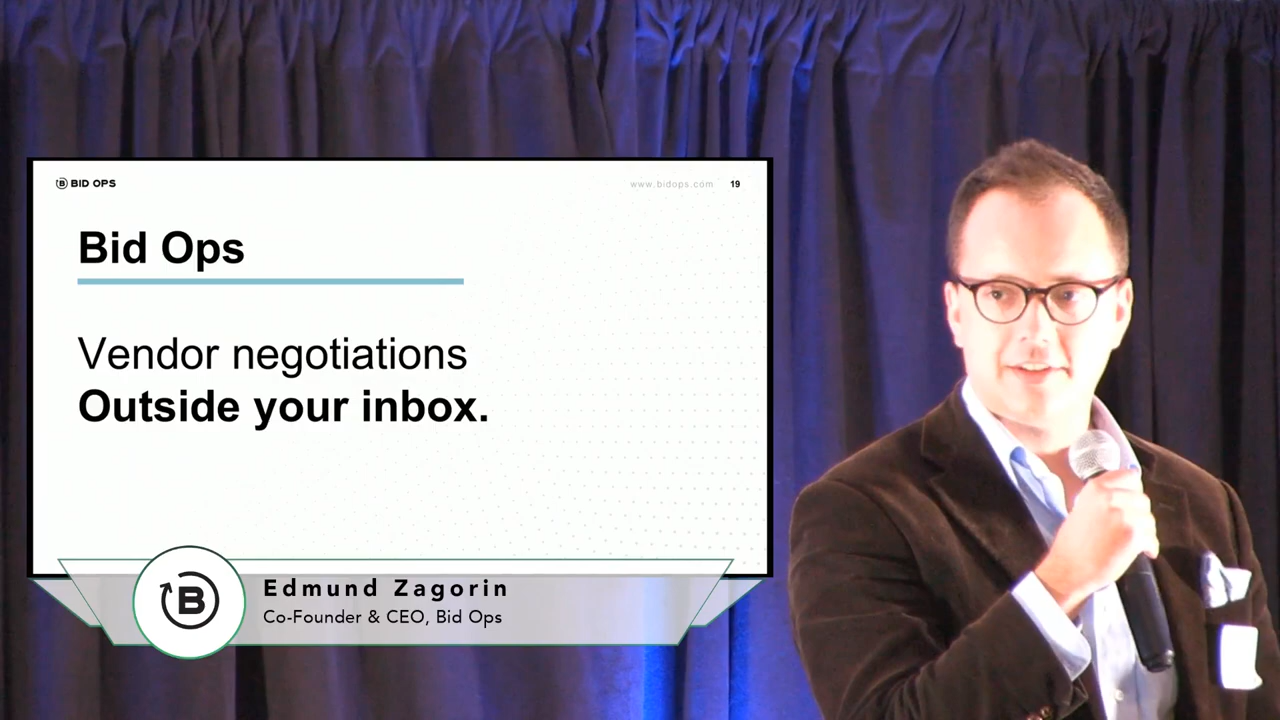 BID OPS
www.bidops.com 19
Bid Ops
Vendor negotiations
Outside your inbox.
Edmund Zagorin
Co-Founder & CEO, Bid Ops